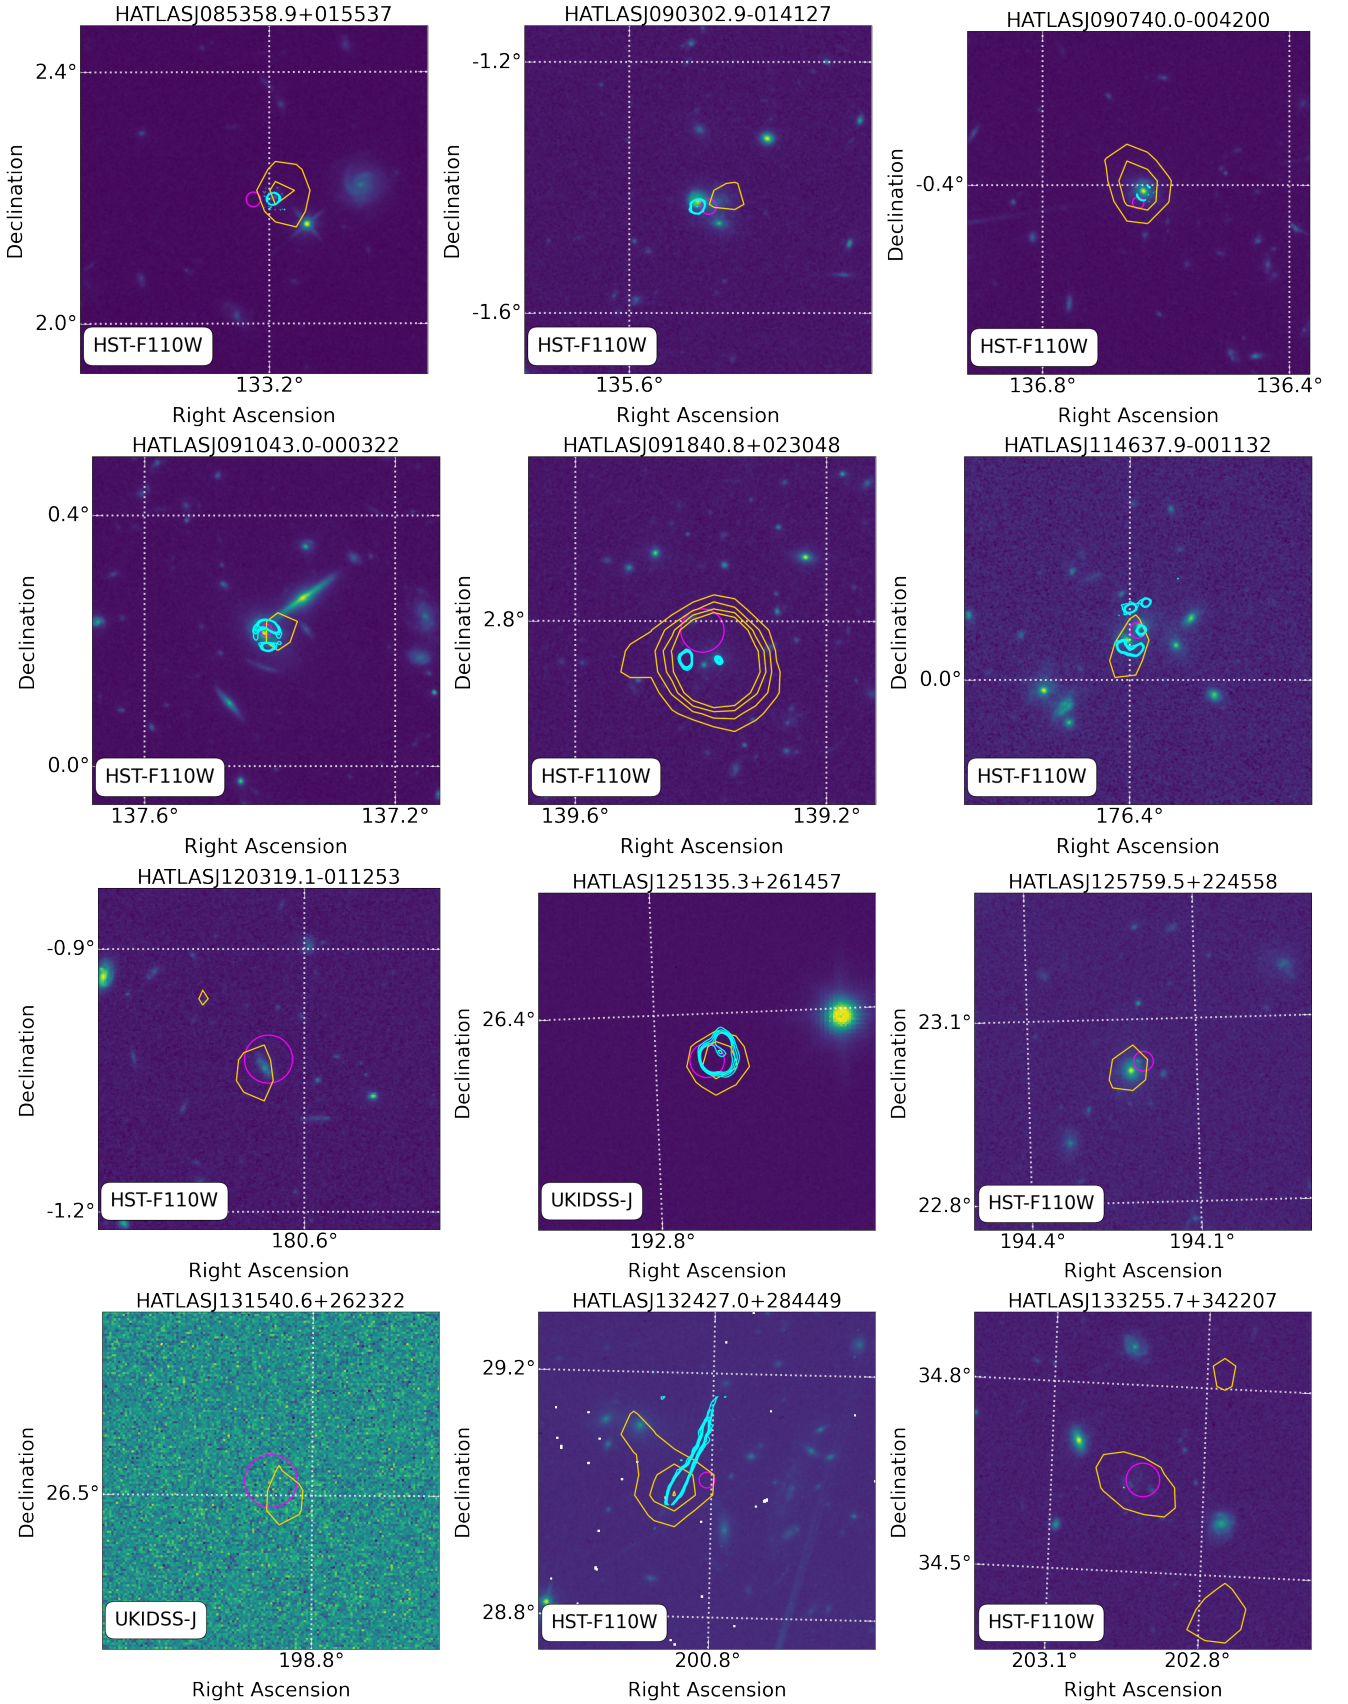 HATLASJ085358.9+015537
HATLASJ090302.9-014127
HATLASJ090740.0-004200
2.4°
2.0°
Declination
HST-F110W
133.2°
Right Ascension
-1.2°
-1.6°
Declination
HST-F110W
135.6°
Right Ascension
-0.4°
Declination
HST-F110W
136.8°
136.4°
Right Ascension
HATLASJ091043.0-000322
HATLASJ091840.8+023048
HATLASJ114637.9-001132
0.4°
0.0°
Declination
HST-F110W
137.6°
137.2°
Right Ascension
2.8°
Declination
HST-F110W
139.6°
139.2°
Right Ascension
0.0°
Declination
HST-F110W
176.4°
Right Ascension
HATLASJ120319.1-011253
HATLASJ125135.3+261457
HATLASJ125759.5+224558
-0.9°
-1.2°
Declination
HST-F110W
180.6°
Right Ascension
26.4°
Declination
UKIDSS-J
192.8°
Right Ascension
23.1°
22.8°
Declination
HST-F110W
194.4°
194.1°
Right Ascension
HATLASJ131540.6+262322
HATLASJ132427.0+284449
HATLASJ133255.7+342207
26.5°
Declination
UKIDSS-J
198.8°
Right Ascension
29.2°
28.8°
Declination
HST-F110W
200.8°
Right Ascension
34.8°
34.5°
Declination
HST-F110W
203.1°
202.8°
Right Ascension